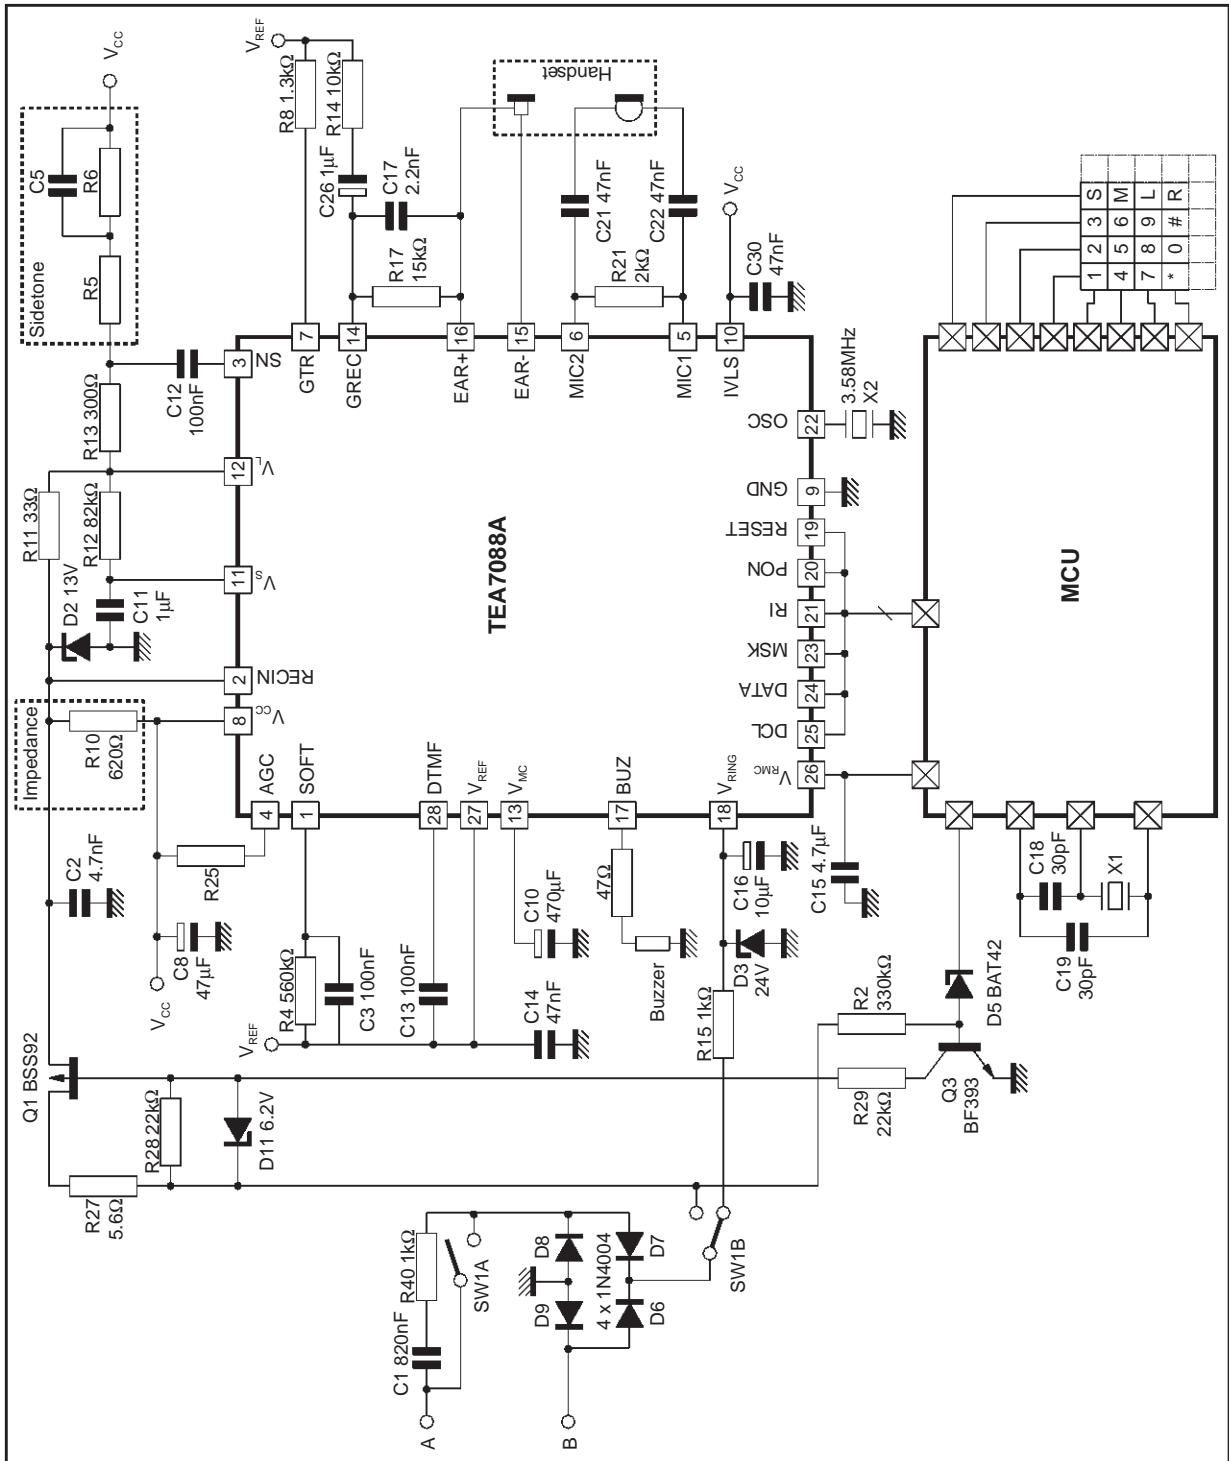 A
B
C1 820nF
R40 1kΩ
SW1A
D9
D8
4 x 1N4004
D6
D7
SW1B
R27
5.6Ω
R28 22kΩ
D11 6.2V
Q1 BSS92
R29
22kΩ
Q3
BF393
R2
330kΩ
D5 BAT42
C19
30pF
C18
30pF
X1
R15 1kΩ
D3
24V
C16
10μF
C15 4.7μF
Buzzer
47Ω
C10
470μF
C14
47nF
C13 100nF
C3 100nF
R4 560kΩ
VREF
VCC
C8
47μF
R25
C2
4.7nF
Impedance
R10
620Ω
D2 13V
C11
1μF
R11 33Ω
R12 82kΩ
R13 300Ω
C12
100nF
Sidetone
R5
R6
C5
VCC
4
AGC
1
SOFT
28
DTMF
27
VREF
13
VMC
17
BUZ
18
VRING
8
VCC
2
RECIN
11
VS
12
VL
3
SN
TEA7088A
26
VRMC
25
DCL
24
DATA
23
MSK
21
RI
20
PON
19
RESET
9
GND
22
OSC
3.58MHz
X2
GTR
7
GREC
14
EAR+
16
EAR-
15
MIC2
6
MIC1
5
IVLS
10
VREF
R8 1.3kΩ
R14 10kΩ
C26 1μF
C17
2.2nF
R17
15kΩ
Handset
C21 47nF
R21
2kΩ
C22 47nF
VCC
C30
47nF
MCU
1 2 3 S
4 5 6 M
7 8 9 L
* 0 # R